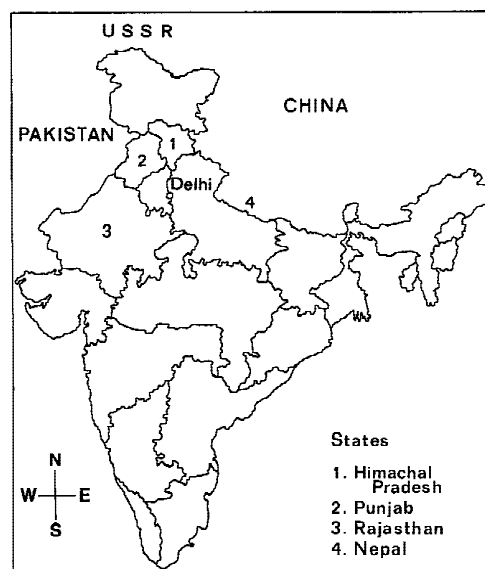 USSR
CHINA
PAKISTAN
1
2
Delhi
4
3
States
1. Himachal
Pradesh
2. Punjab
3. Rajasthan
4. Nepal
N
W E
S